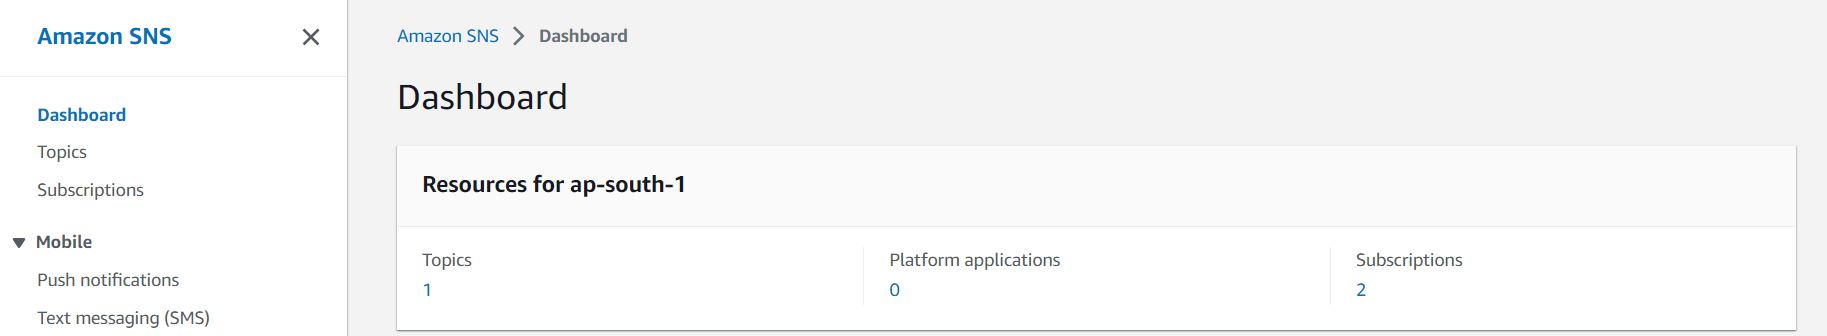 Amazon SNS
Dashboard
Topics
Subscriptions
Mobile
Push notifications
Text messaging (SMS)
Amazon SNS > Dashboard
Dashboard
Resources for ap-south-1
Topics
1
Platform applications
0
Subscriptions
2